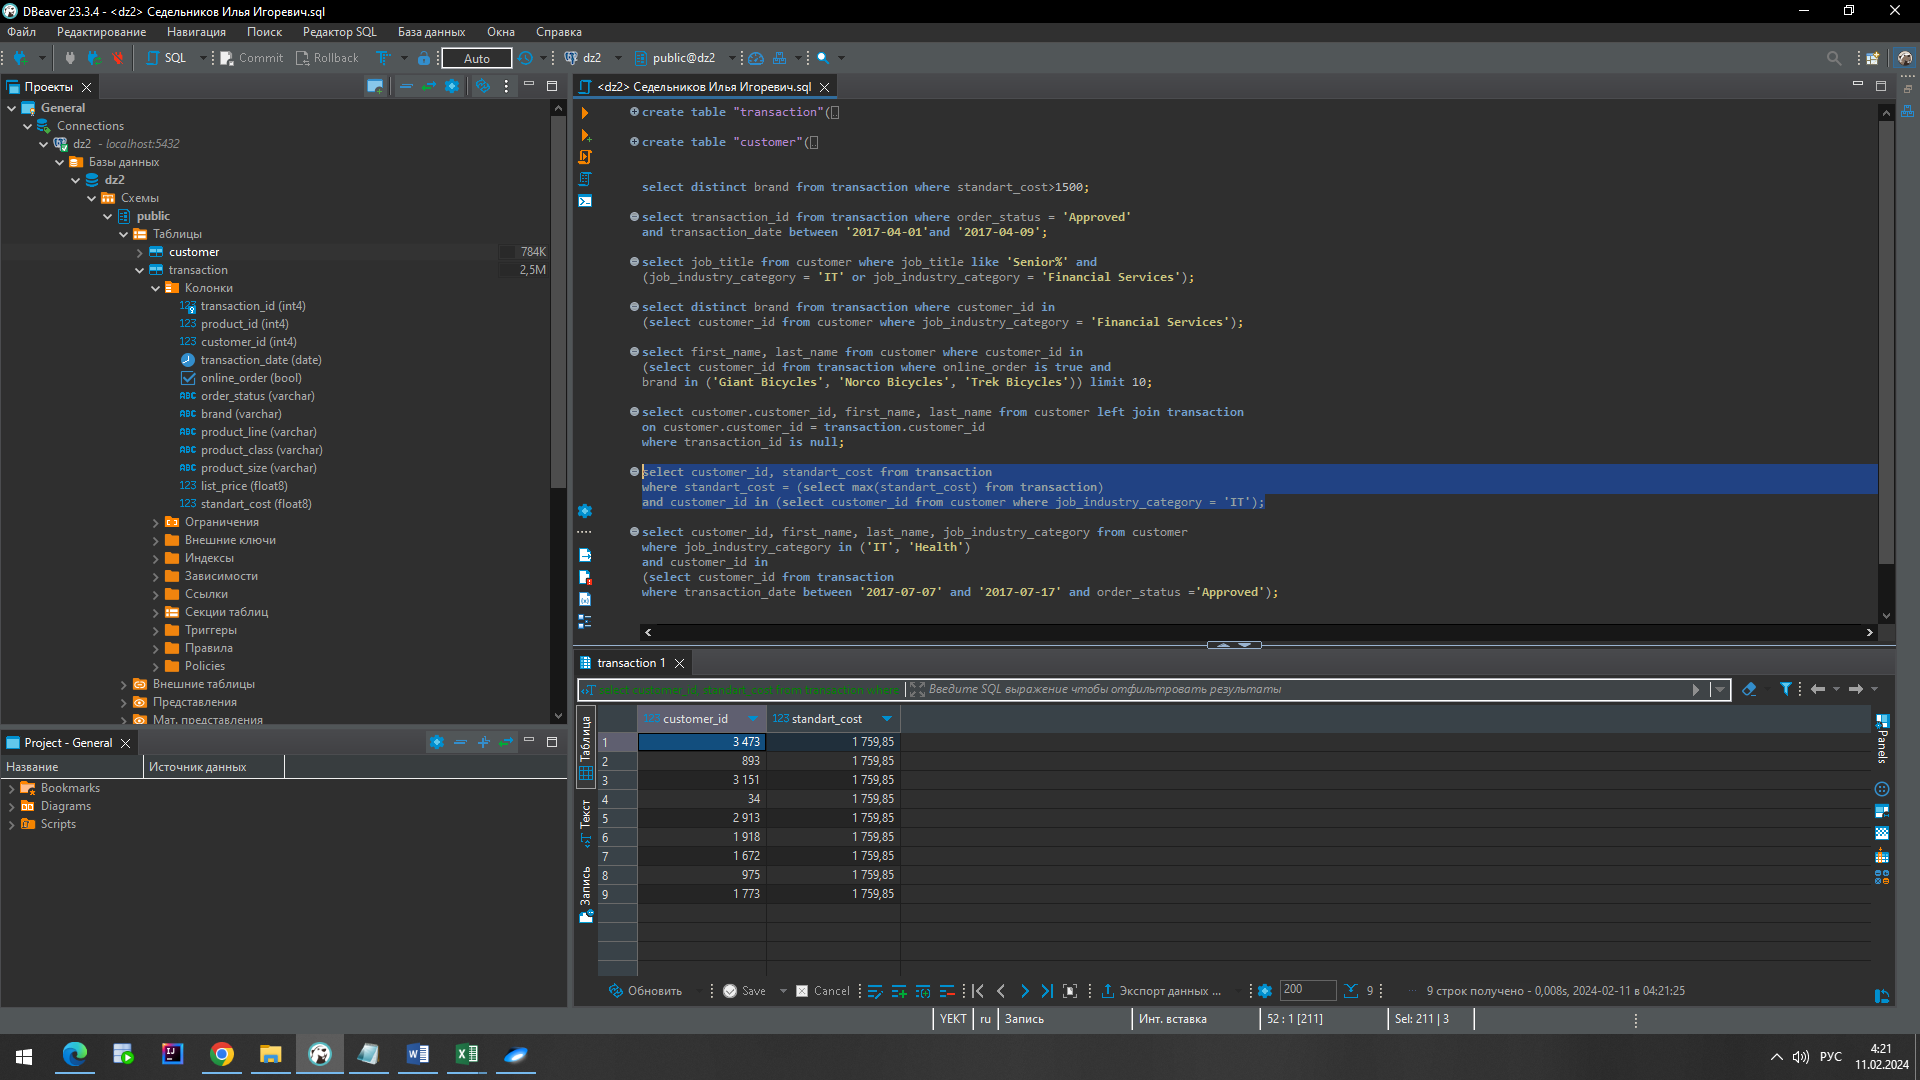 DBeaver 23.3.4 - <dz2> Седельников Илья Игоревич.sql
Файл Редактирование Навигация Поиск Редактор SQL База данных Окна Справка
SQL Commit Rollback Auto dz2 public@dz2
Проекты
General
Connections
dz2 - localhost:5432
Базы данных
dz2
Схемы
public
Таблицы
customer 784K
transaction 2,5M
Колонки
transaction_id (int4)
product_id (int4)
customer_id (int4)
transaction_date (date)
online_order (bool)
order_status (varchar)
brand (varchar)
product_line (varchar)
product_class (varchar)
product_size (varchar)
list_price (float8)
standart_cost (float8)
Ограничения
Внешние ключи
Индексы
Зависимости
Ссылки
Секции таблиц
Триггеры
Правила
Policies
Внешние таблицы
Представления
Мат. представления
Project - General
Название Источник данных
Bookmarks
Diagrams
Scripts
<dz2> Седельников Илья Игоревич.sql
create table "transaction"(
create table "customer"(
select distinct brand from transaction where standart_cost>1500;
select transaction_id from transaction where order_status = 'Approved'
and transaction_date between '2017-04-01'and '2017-04-09';
select job_title from customer where job_title like 'Senior%' and
(job_industry_category = 'IT' or job_industry_category = 'Financial Services');
select distinct brand from transaction where customer_id in
(select customer_id from customer where job_industry_category = 'Financial Services');
select first_name, last_name from customer where customer_id in
(select customer_id from transaction where online_order is true and
brand in ('Giant Bicycles', 'Norco Bicycles', 'Trek Bicycles')) limit 10;
select customer.customer_id, first_name, last_name from customer left join transaction
on customer.customer_id = transaction.customer_id
where transaction_id is null;
select customer_id, standart_cost from transaction
where standart_cost = (select max(standart_cost) from transaction)
and customer_id in (select customer_id from customer where job_industry_category = 'IT');
select customer_id, first_name, last_name, job_industry_category from customer
where job_industry_category in ('IT', 'Health')
and customer_id in
(select customer_id from transaction
where transaction_date between '2017-07-07' and '2017-07-17' and order_status ='Approved');
transaction 1
select customer_id, standart_cost from transaction where Введите SQL выражение чтобы отфильтровать результаты
Таблица
Текст
Запись
Panels
123 customer_id 123 standart_cost
1 3 473 1 759,85
2 893 1 759,85
3 3 151 1 759,85
4 34 1 759,85
5 2 913 1 759,85
6 1 918 1 759,85
7 1 672 1 759,85
8 975 1 759,85
9 1 773 1 759,85
Обновить Save Cancel Экспорт данных ... 200 9 9 строк получено - 0,008s, 2024-02-11 в 04:21:25
YEKT ru Запись Инт. вставка 52 : 1 [211] Sel: 211 | 3
РУС
4:21
11.02.2024